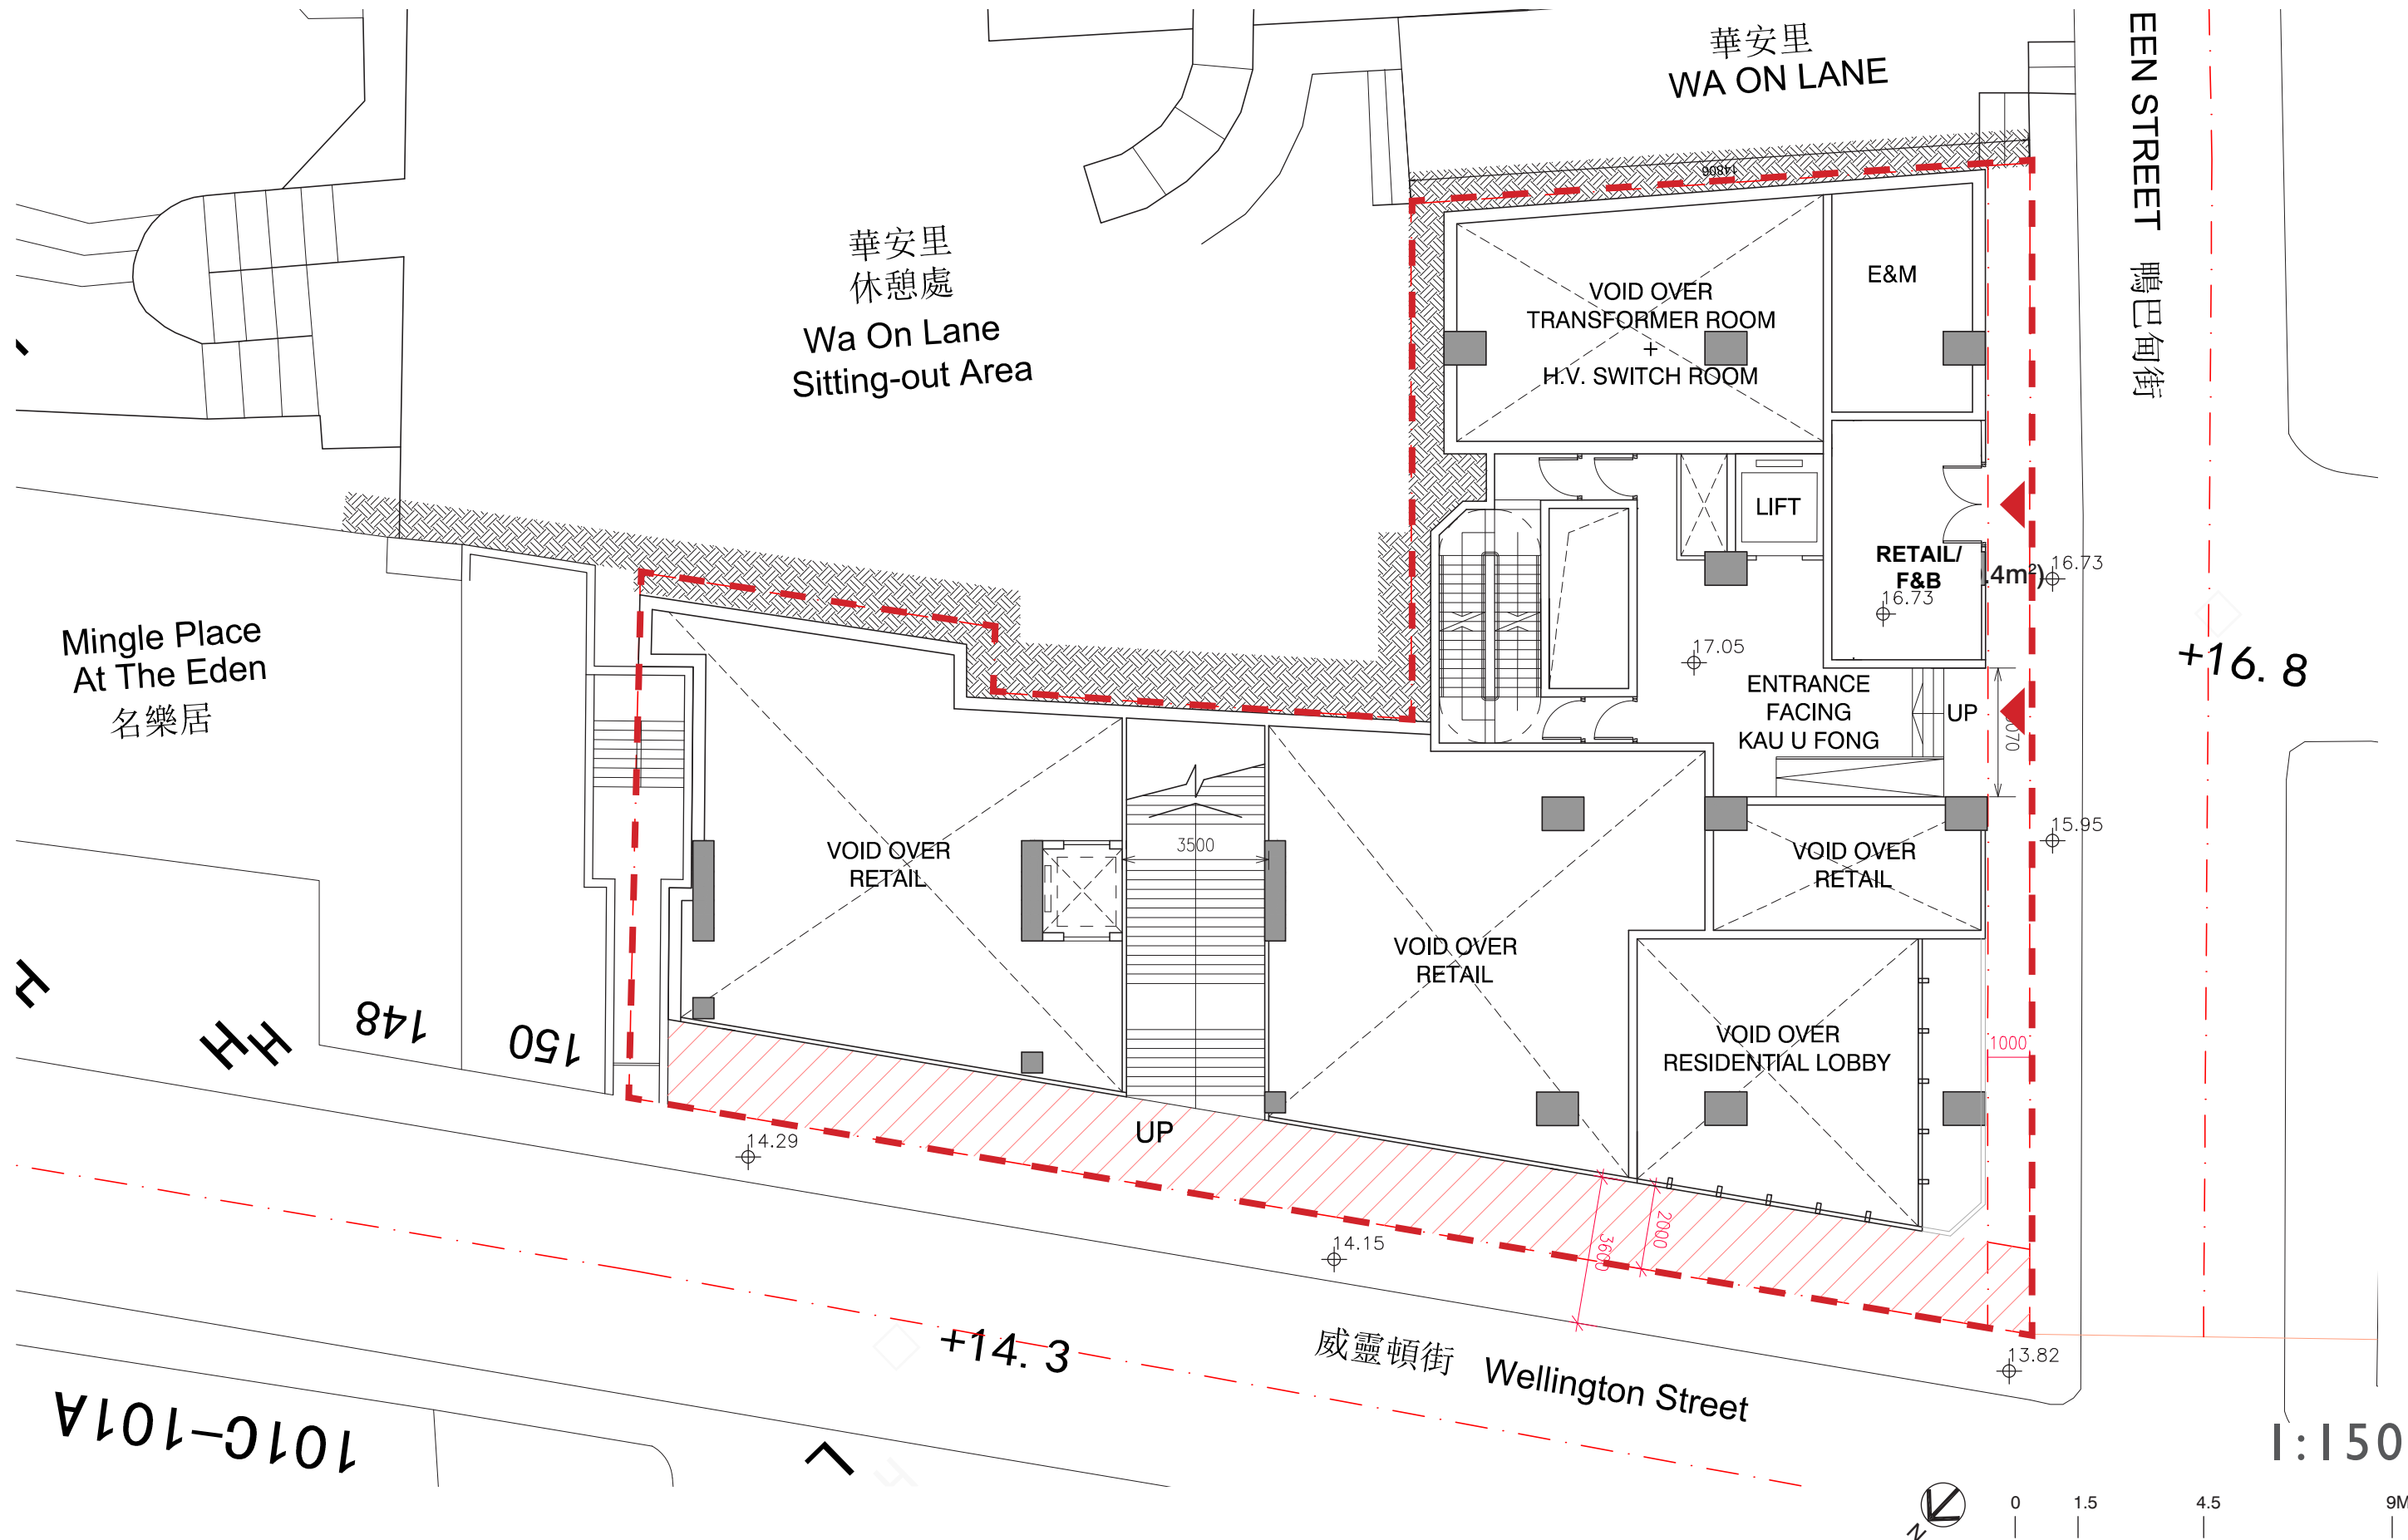 華安里
WA ON LANE
EEN STREET 鴨巴甸街
14806
華安里
休憩處
Wa On Lane
Sitting-out Area
VOID OVER
TRANSFORMER ROOM
+
H.V. SWITCH ROOM
E&M
LIFT
RETAIL/
F&B
.4m²)
16.73
16.73
17.05
+16. 8
ENTRANCE
FACING
KAU U FONG
UP
Mingle Place
At The Eden
名樂居
VOID OVER
RETAIL
3500
VOID OVER
RETAIL
VOID OVER
RETAIL
15.95
VOID OVER
RESIDENTIAL LOBBY
1000
H
H
H
148
150
14.29
UP
14.15
2000
3600
13.82
+14. 3
威靈頓街 Wellington Street
101C-101A
1:150
N
0 1.5 4.5 9M